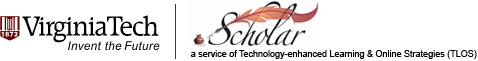 1872
VirginiaTech
Invent the Future
Scholar
a service of Technology-enhanced Learning & Online Strategies (TLOS)